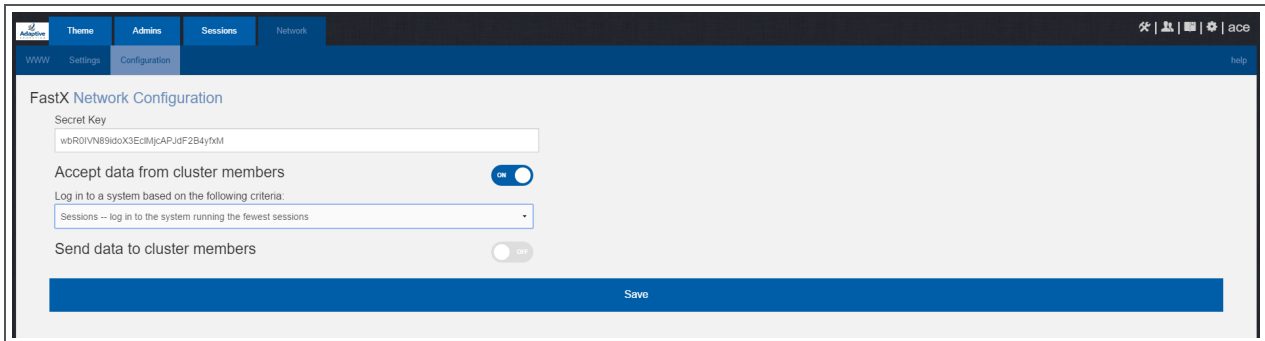 Adaptive
Theme Admins Sessions Network
| | | | ace
WWW Settings Configuration
help
FastX Network Configuration
Secret Key
wbR0IVN89idoX3EclMjcAPJdF2B4yfxM
Accept data from cluster members
ON
Log in to a system based on the following criteria:
Sessions -- log in to the system running the fewest sessions
Send data to cluster members
OFF
Save